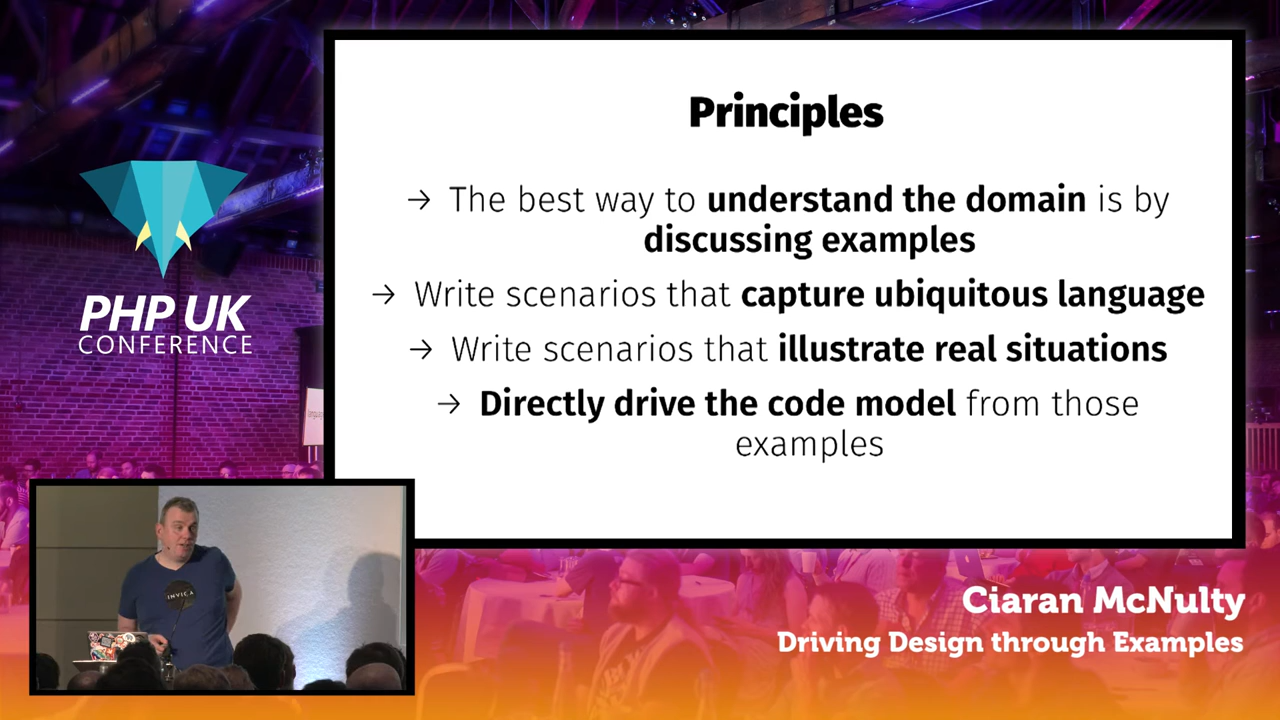 Principles
→ The best way to understand the domain is by
discussing examples
→ Write scenarios that capture ubiquitous language
→ Write scenarios that illustrate real situations
→ Directly drive the code model from those
examples
PHP UK
CONFERENCE
Ciaran McNulty
Driving Design through Examples